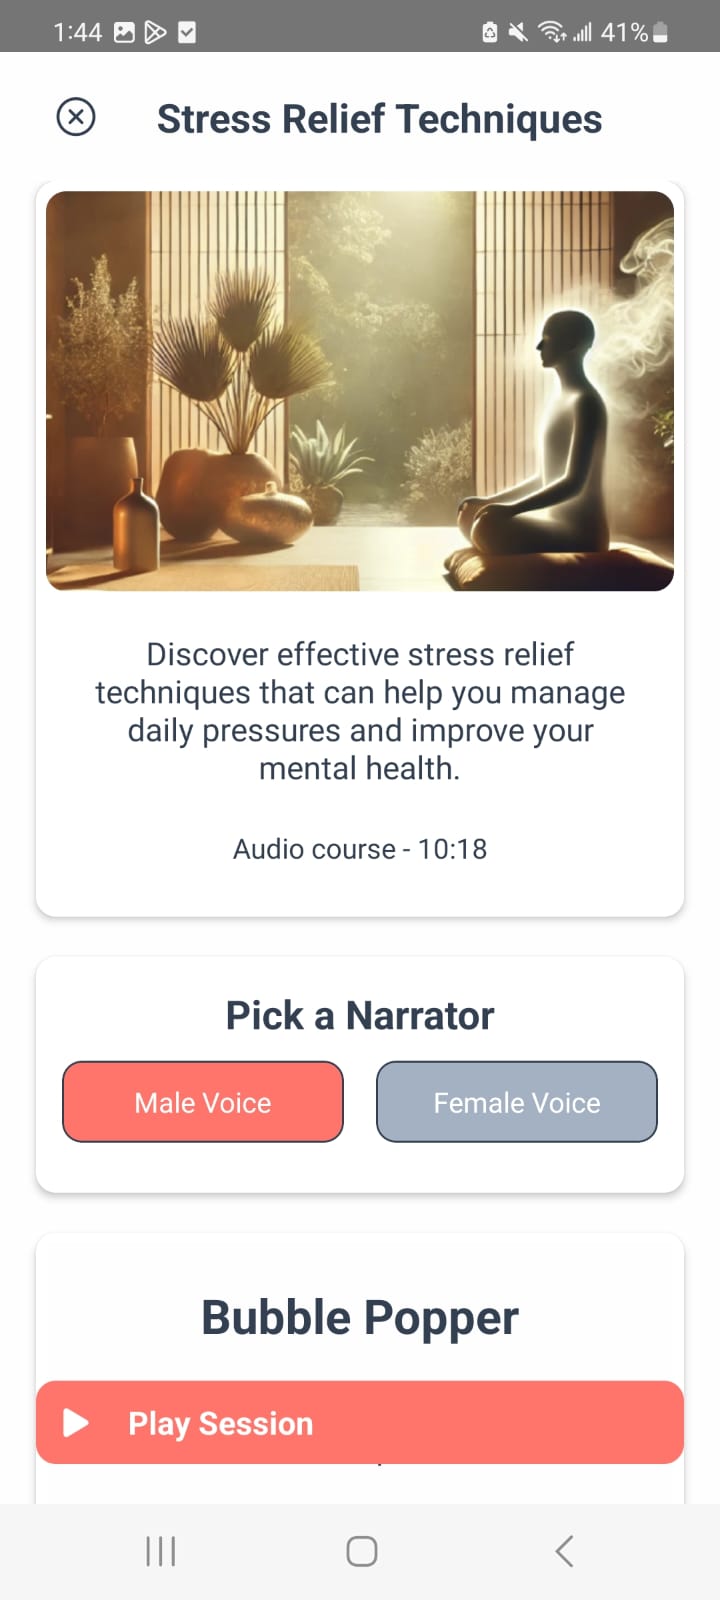 1:44 41%
Stress Relief Techniques
Discover effective stress relief
techniques that can help you manage
daily pressures and improve your
mental health.
Audio course - 10:18
Pick a Narrator
Male Voice Female Voice
Bubble Popper
Play Session